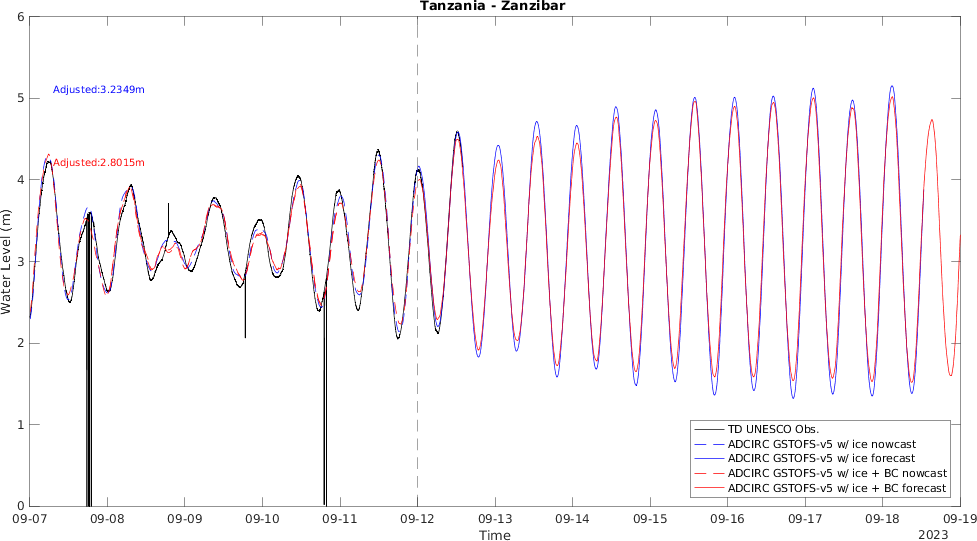 Tanzania - Zanzibar
6
5
4
3
2
1
0
Water Level (m)
Adjusted:3.2349m
Adjusted:2.8015m
TD UNESCO Obs.
ADCIRC GSTOFS-v5 w/ ice nowcast
ADCIRC GSTOFS-v5 w/ ice forecast
ADCIRC GSTOFS-v5 w/ ice + BC nowcast
ADCIRC GSTOFS-v5 w/ ice + BC forecast
09-07 09-08 09-09 09-10 09-11 09-12 09-13 09-14 09-15 09-16 09-17 09-18 09-19
Time
2023